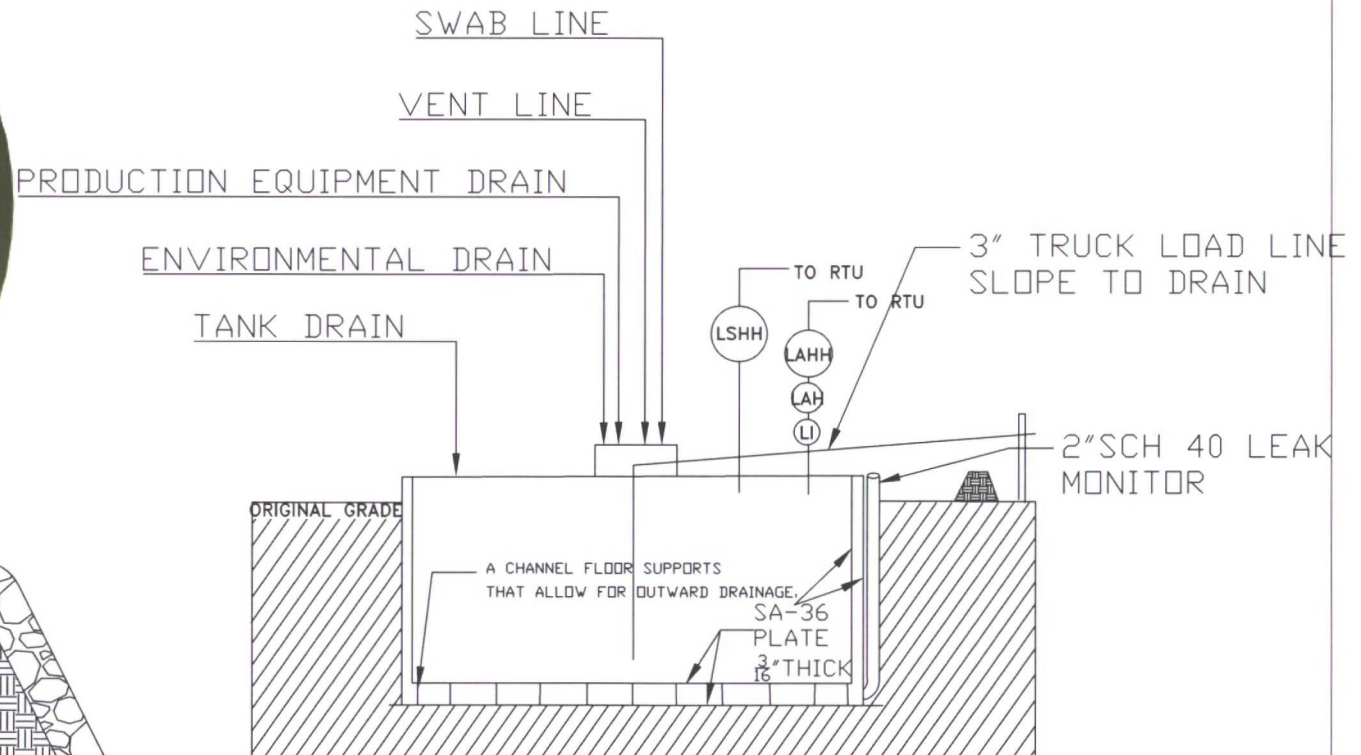 SWAB LINE
VENT LINE
PRODUCTION EQUIPMENT DRAIN
ENVIRONMENTAL DRAIN
TANK DRAIN
TO RTU
TO RTU
3" TRUCK LOAD LINE
SLOPE TO DRAIN
LSHH
LAHH
LAH
LI
2"SCH 40 LEAK
MONITOR
ORIGINAL GRADE
A CHANNEL FLOOR SUPPORTS
THAT ALLOW FOR OUTWARD DRAINAGE.
SA-36
PLATE
3/16"THICK